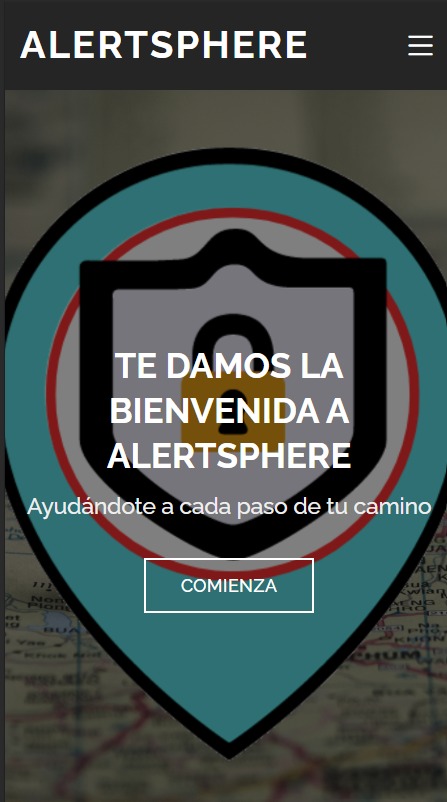 ALERTSPHERE
TE DAMOS LA
BIENVENIDA A
ALERTSPHERE
Ayudándote a cada paso de tu camino
COMIENZA